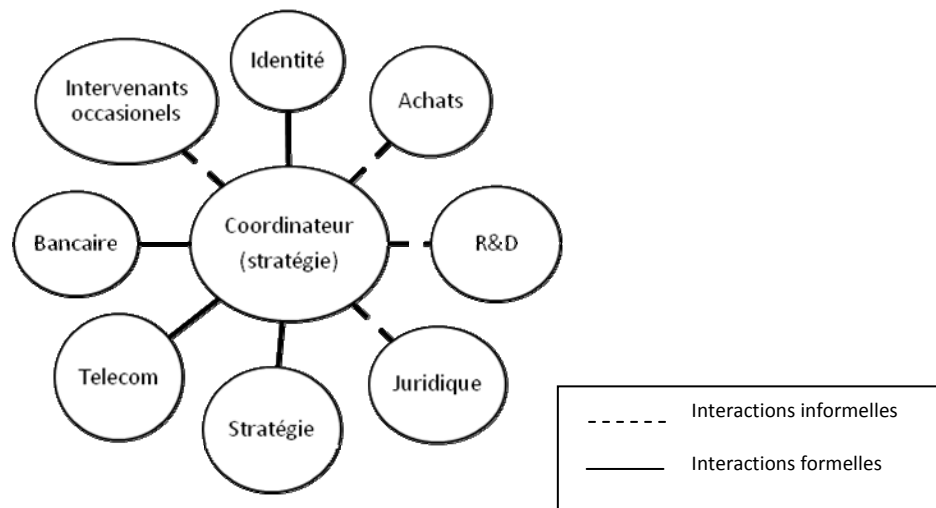 Identité
Intervenants
occasionels
Achats
Bancaire
Coordinateur
(stratégie)
R&D
Telecom
Stratégie
Juridique
Interactions informelles
Interactions formelles